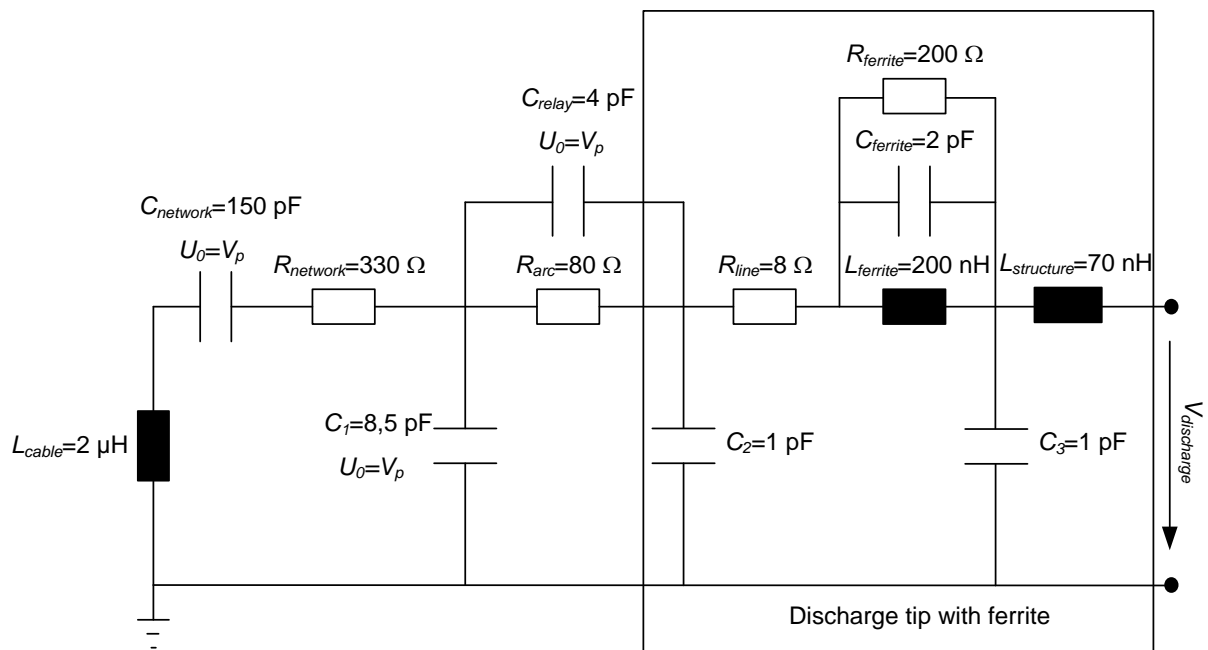 R_ferrite=200 Ω
C_relay=4 pF
U_0=V_p
C_ferrite=2 pF
C_network=150 pF
U_0=V_p
R_network=330 Ω
R_arc=80 Ω
R_line=8 Ω
L_ferrite=200 nH
L_structure=70 nH
L_cable=2 µH
C_1=8,5 pF
U_0=V_p
C_2=1 pF
C_3=1 pF
V_discharge
Discharge tip with ferrite